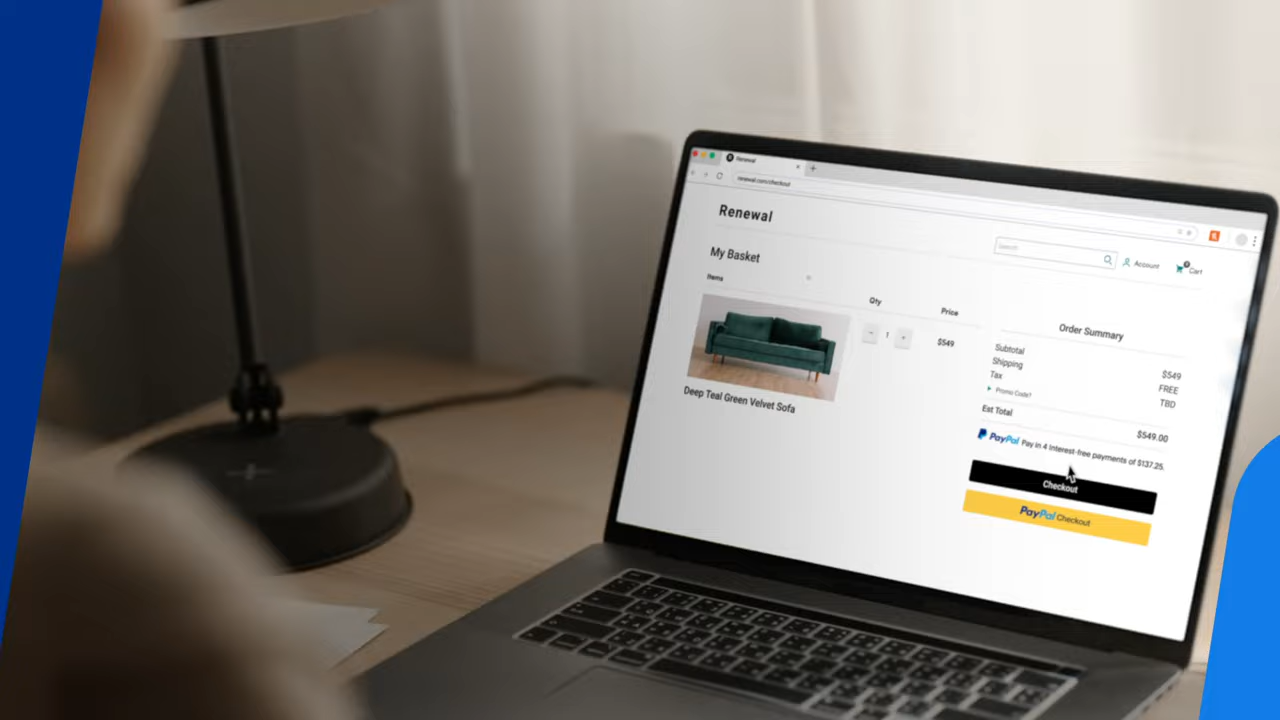 Renewal
renewal.com/checkout
Renewal
Search
Account
Cart
My Basket
Items
Qty
Price
1
$549
Deep Teal Green Velvet Sofa
Order Summary
Subtotal $549
Shipping FREE
Tax TBD
Promo Code?
Est Total $549.00
PayPal Pay in 4 Interest-free payments of $137.25.
Checkout
PayPal Checkout